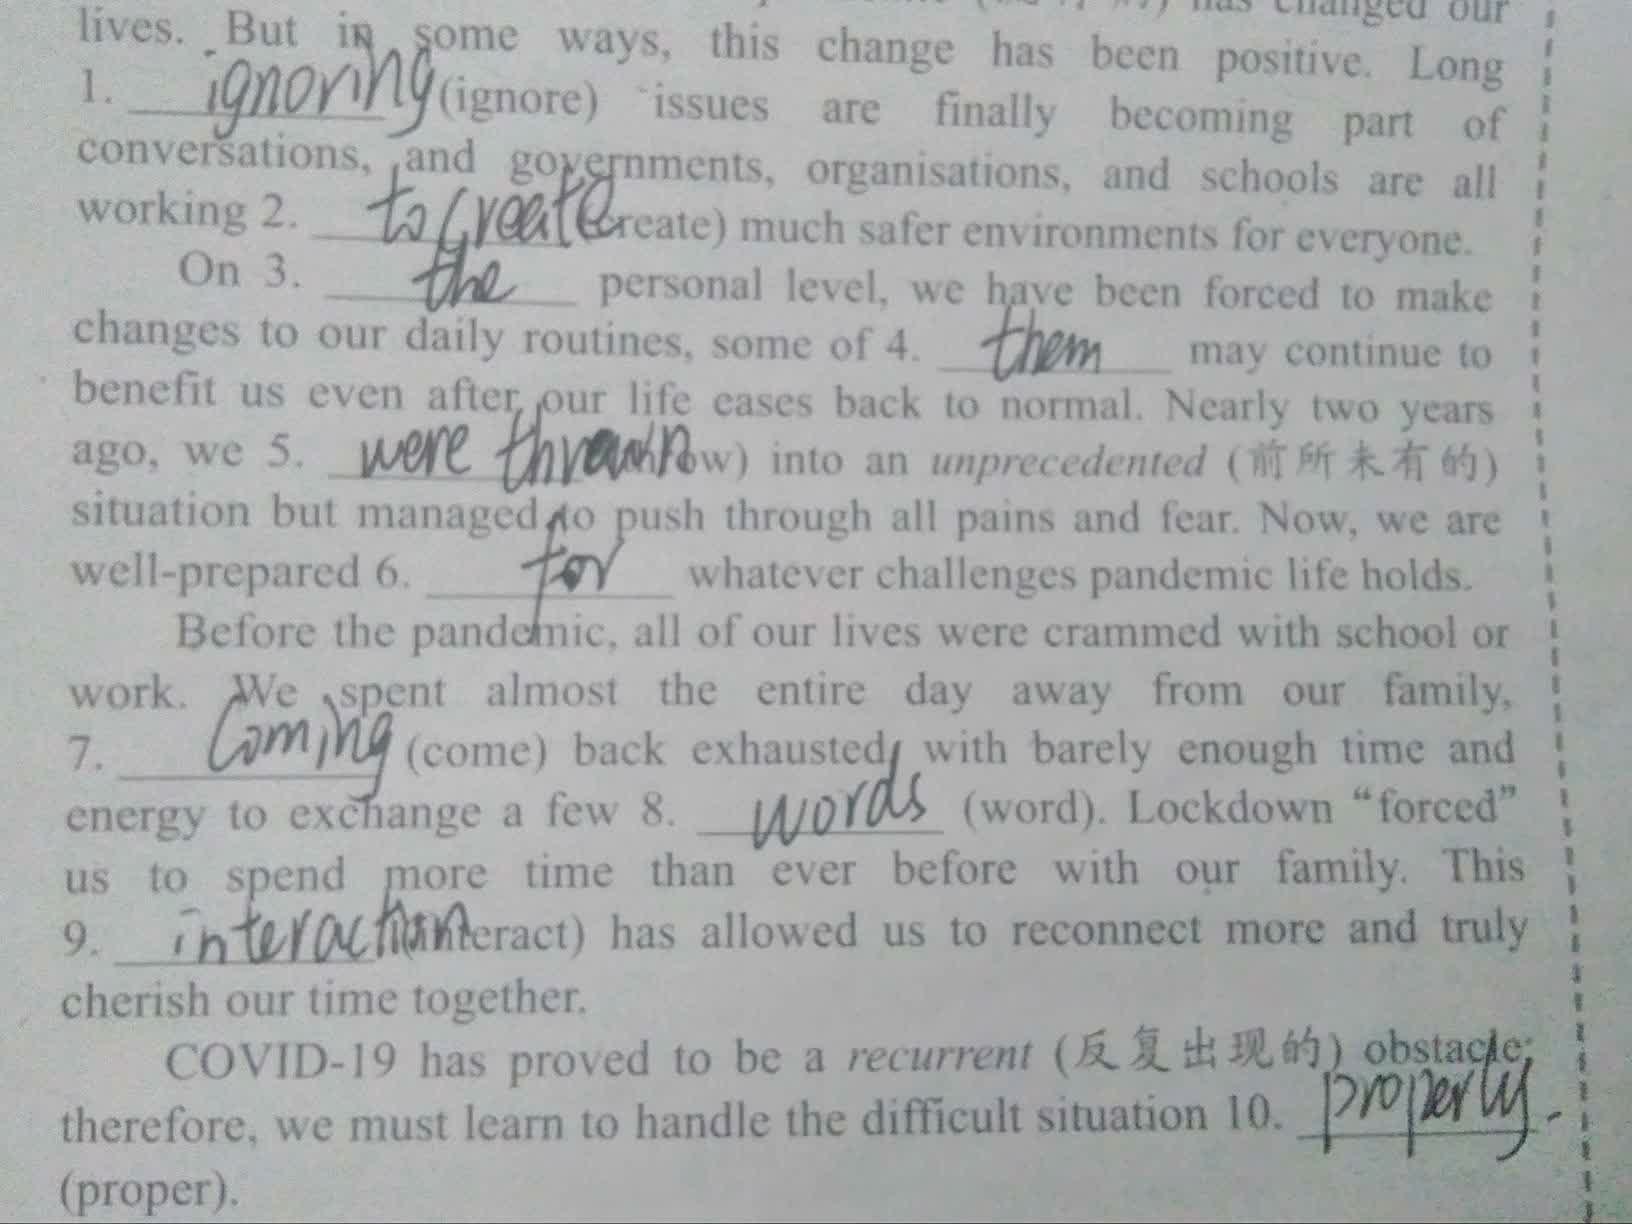 has changed our
lives. But in some ways, this change has been positive. Long
1. ignoring (ignore) issues are finally becoming part of
conversations, and governments, organisations, and schools are all
working 2. to create (create) much safer environments for everyone.
On 3. the personal level, we have been forced to make
changes to our daily routines, some of 4. them may continue to
benefit us even after our life eases back to normal. Nearly two years
ago, we 5. were thrown (throw) into an unprecedented (前所未有的)
situation but managed to push through all pains and fear. Now, we are
well-prepared 6. for whatever challenges pandemic life holds.
Before the pandemic, all of our lives were crammed with school or
work. We spent almost the entire day away from our family,
7. coming (come) back exhausted, with barely enough time and
energy to exchange a few 8. words (word). Lockdown “forced”
us to spend more time than ever before with our family. This
9. interaction (interact) has allowed us to reconnect more and truly
cherish our time together.
COVID-19 has proved to be a recurrent (反复出现的) obstacle;
therefore, we must learn to handle the difficult situation 10. properly.
(proper).